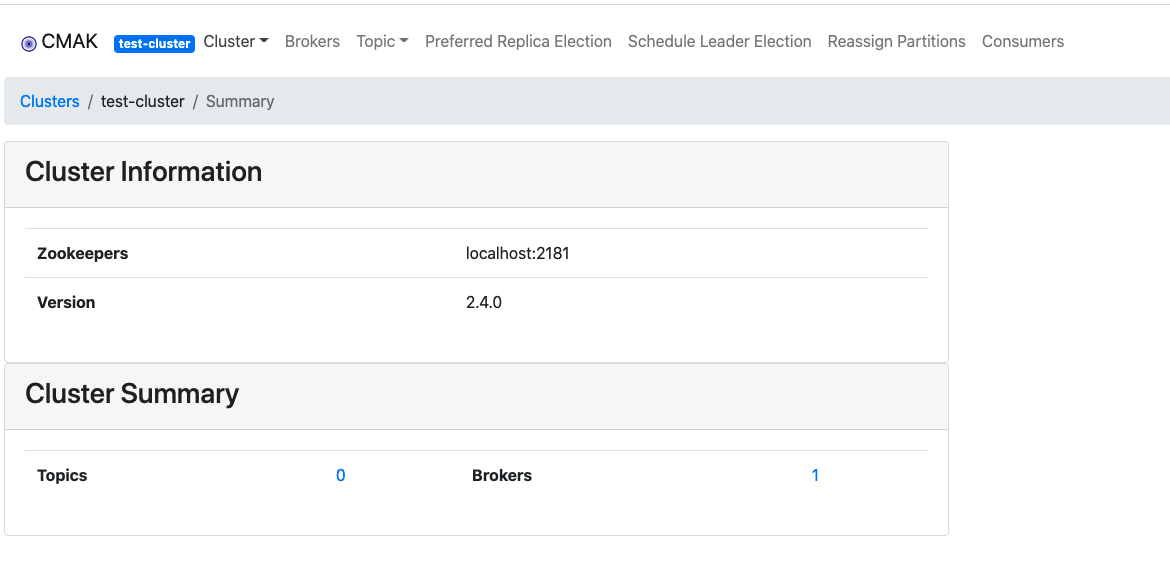 CMAK test-cluster Cluster Brokers Topic Preferred Replica Election Schedule Leader Election Reassign Partitions Consumers
Clusters / test-cluster / Summary
Cluster Information
Zookeepers localhost:2181
Version 2.4.0
Cluster Summary
Topics 0 Brokers 1